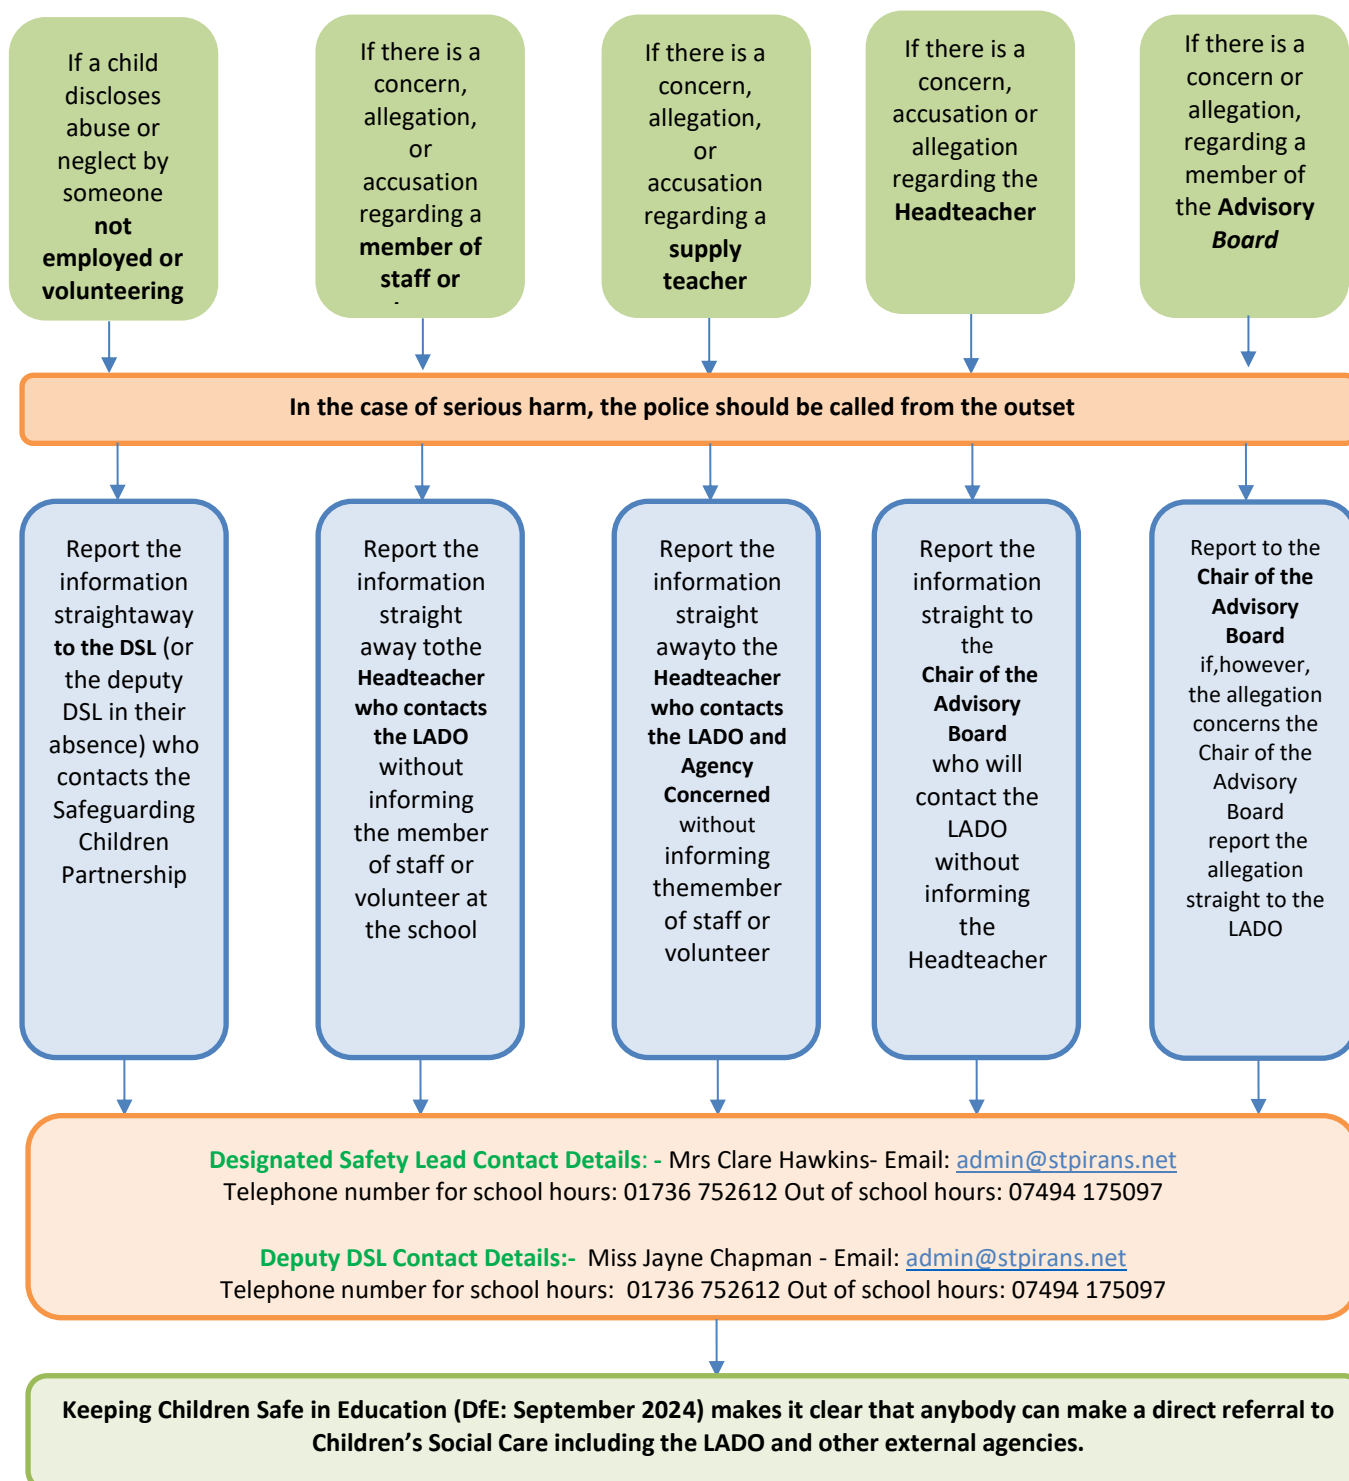 If a child
discloses
abuse or
neglect by
someone
not
employed or
volunteering
If there is a
concern,
allegation,
or
accusation
regarding a
member of
staff or
If there is a
concern,
allegation,
or
accusation
regarding a
supply
teacher
If there is a
concern,
accusation or
allegation
regarding the
Headteacher
If there is a
concern or
allegation,
regarding a
member of
the Advisory
Board
In the case of serious harm, the police should be called from the outset
Report the
information
straightaway
to the DSL (or
the deputy
DSL in their
absence) who
contacts the
Safeguarding
Children
Partnership
Report the
information
straight
away tothe
Headteacher
who contacts
the LADO
without
informing
the member
of staff or
volunteer at
the school
Report the
information
straight
awayto the
Headteacher
who contacts
the LADO and
Agency
Concerned
without
informing
themember
of staff or
volunteer
Report the
information
straight to
the
Chair of the
Advisory
Board
who will
contact the
LADO
without
informing
the
Headteacher
Report to the
Chair of the
Advisory
Board
if,however,
the allegation
concerns the
Chair of the
Advisory
Board
report the
allegation
straight to the
LADO
Designated Safety Lead Contact Details: - Mrs Clare Hawkins- Email: admin@stpirans.net
Telephone number for school hours: 01736 752612 Out of school hours: 07494 175097
Deputy DSL Contact Details:- Miss Jayne Chapman - Email: admin@stpirans.net
Telephone number for school hours: 01736 752612 Out of school hours: 07494 175097
Keeping Children Safe in Education (DfE: September 2024) makes it clear that anybody can make a direct referral to
Children’s Social Care including the LADO and other external agencies.